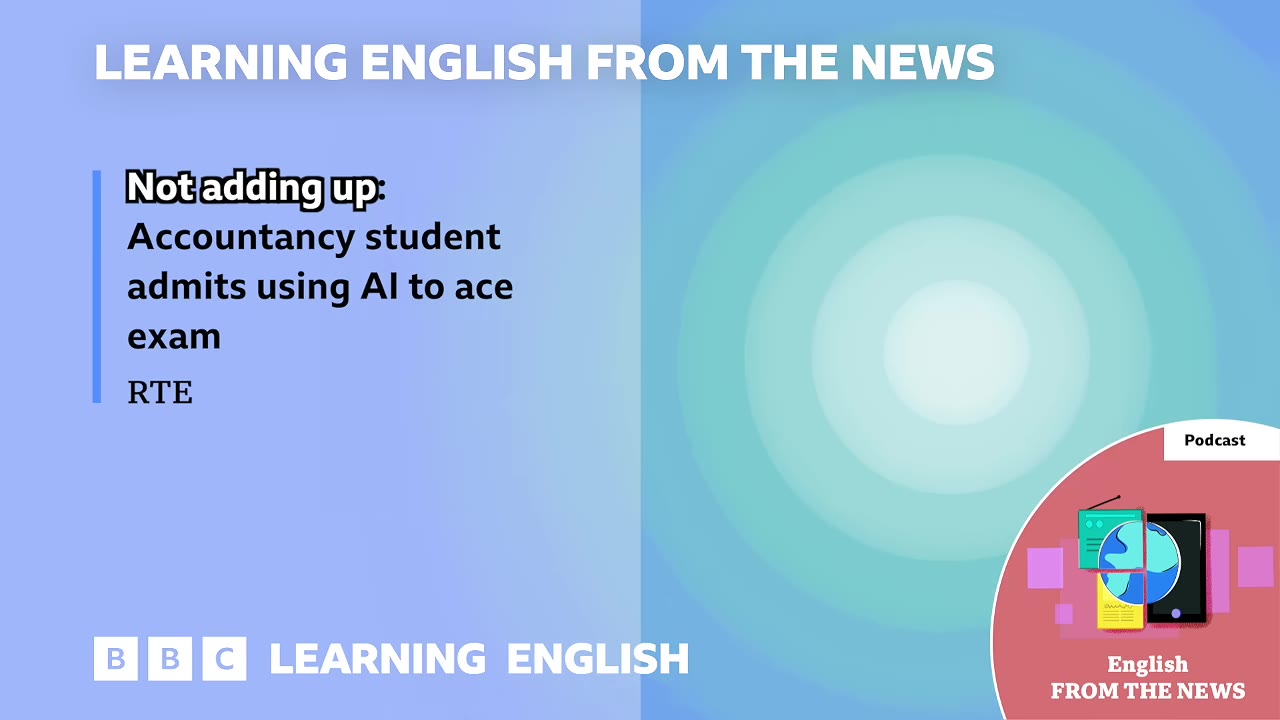 LEARNING ENGLISH FROM THE NEWS
Not adding up:
Accountancy student
admits using AI to ace
exam
RTE
Podcast
English
FROM THE NEWS
BBC LEARNING ENGLISH